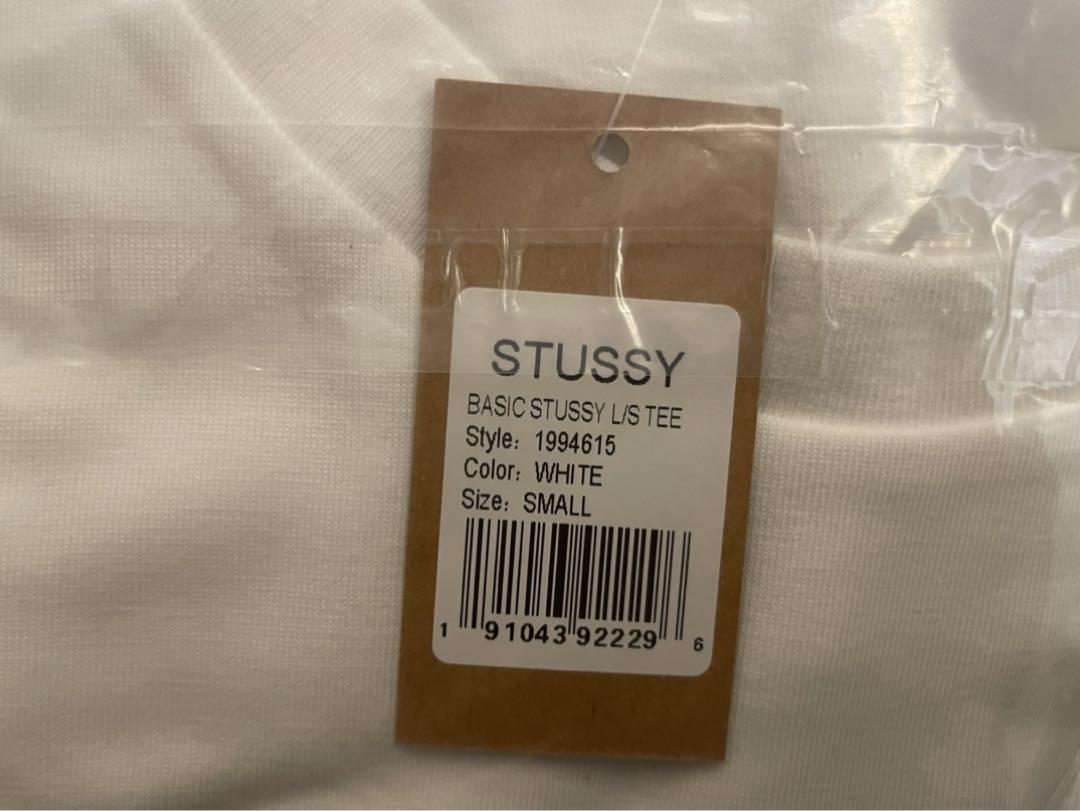 STUSSY
BASIC STUSSY L/S TEE
Style: 1994615
Color: WHITE
Size: SMALL
1 91043 92229 6